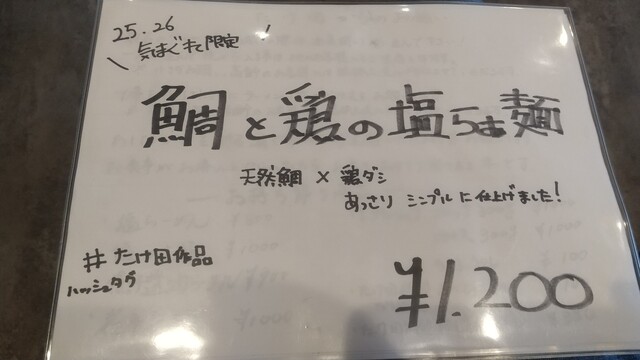 25.26
気まぐれ限定!
鯛と鶏の塩らぁ麺
天然鯛 × 鶏ダシ
あっさり シンプルに仕上げました!
# たけ田作品
ハッシュタグ
¥1.200